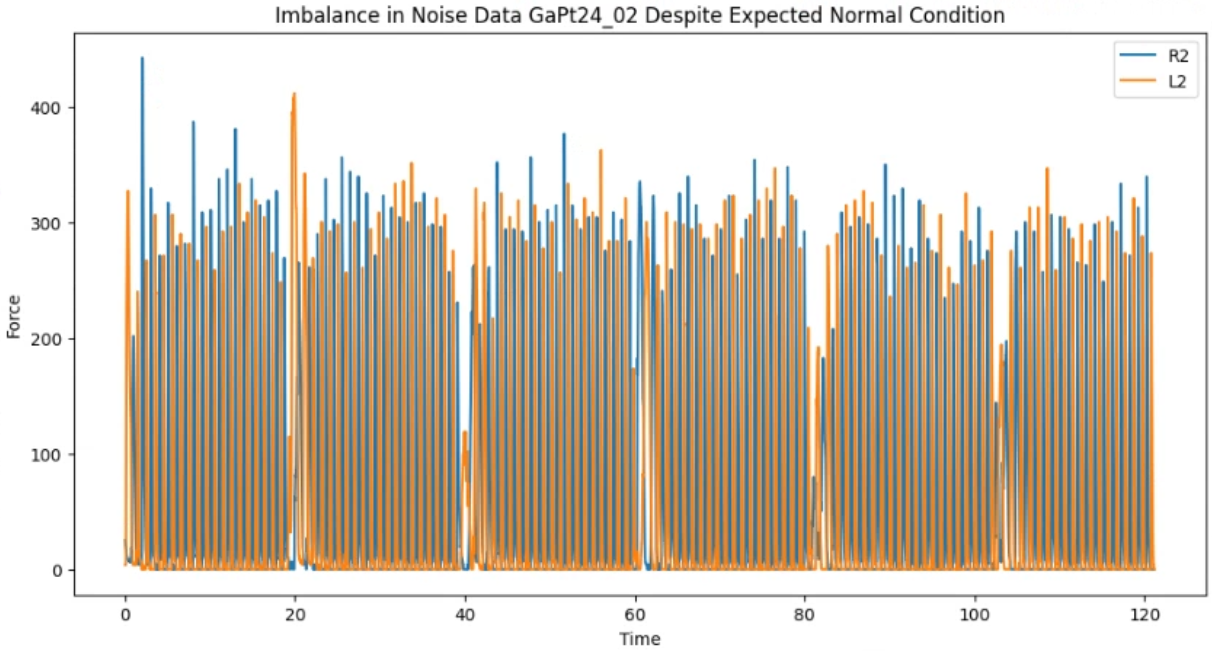 Imbalance in Noise Data GaPt24_02 Despite Expected Normal Condition
R2
L2
400
300
200
100
0
Force
0 20 40 60 80 100 120
Time